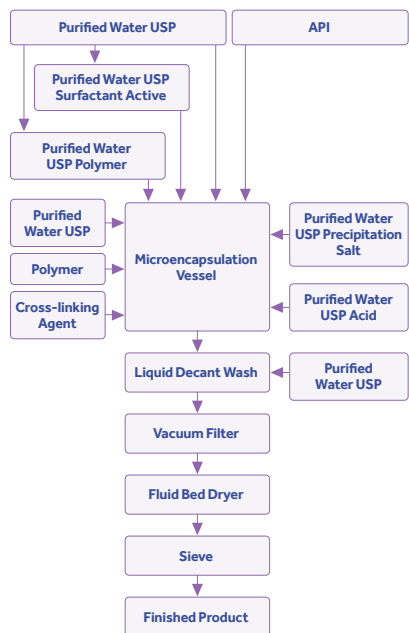 Purified Water USP
API
Purified Water USP
Surfactant Active
Purified Water
USP Polymer
Purified
Water USP
Polymer
Cross-linking
Agent
Microencapsulation
Vessel
Purified Water
USP Precipitation
Salt
Purified Water
USP Acid
Liquid Decant Wash
Purified
Water USP
Vacuum Filter
Fluid Bed Dryer
Sieve
Finished Product